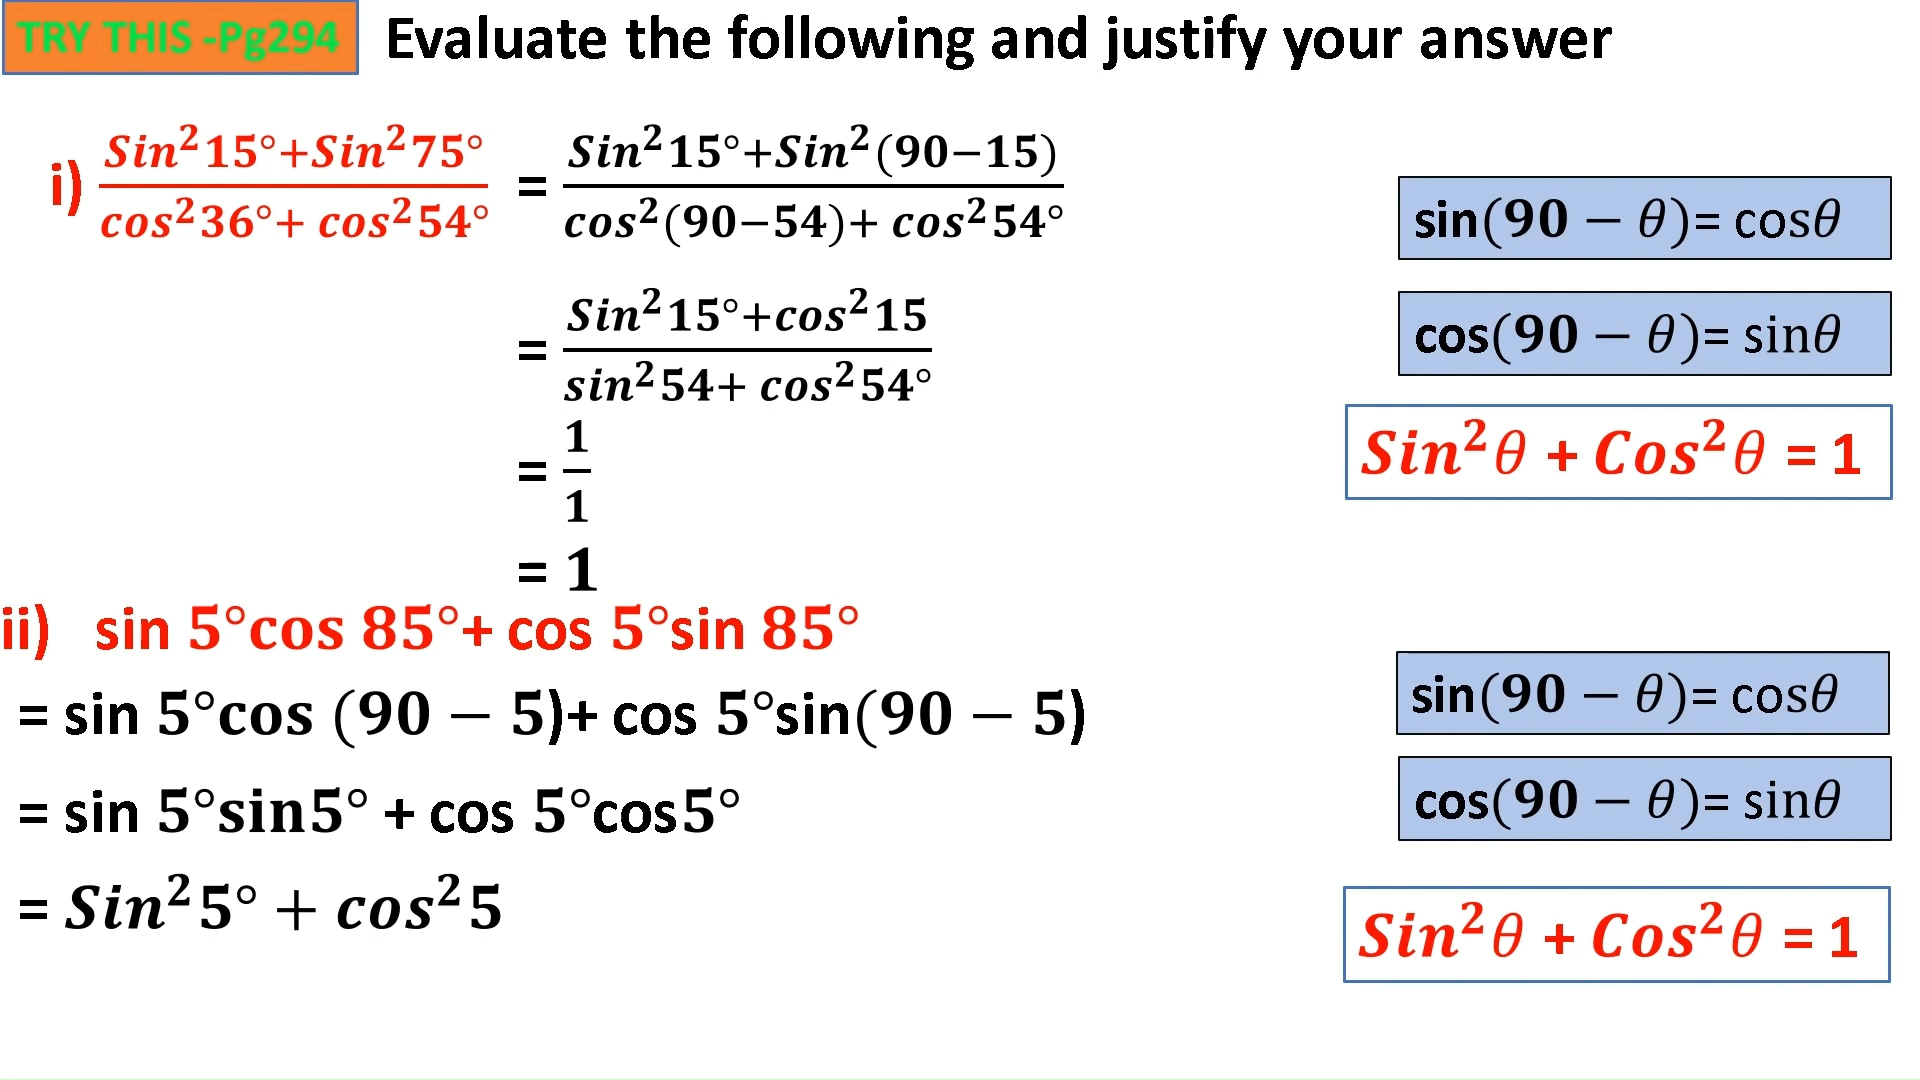 TRY THIS -Pg294 Evaluate the following and justify your answer
i) (Sin²15°+Sin²75°)/(cos²36°+ cos²54°) = (Sin²15°+Sin²(90−15))/(cos²(90−54)+ cos²54°)
sin(90 − θ)= cosθ
= (Sin²15°+cos²15)/(sin²54+ cos²54°)
cos(90 − θ)= sinθ
= 1/1
Sin²θ + Cos²θ = 1
= 1
ii) sin 5°cos 85°+ cos 5°sin 85°
= sin 5°cos (90 − 5)+ cos 5°sin(90 − 5)
sin(90 − θ)= cosθ
= sin 5°sin5° + cos 5°cos5°
cos(90 − θ)= sinθ
= Sin²5° + cos²5
Sin²θ + Cos²θ = 1